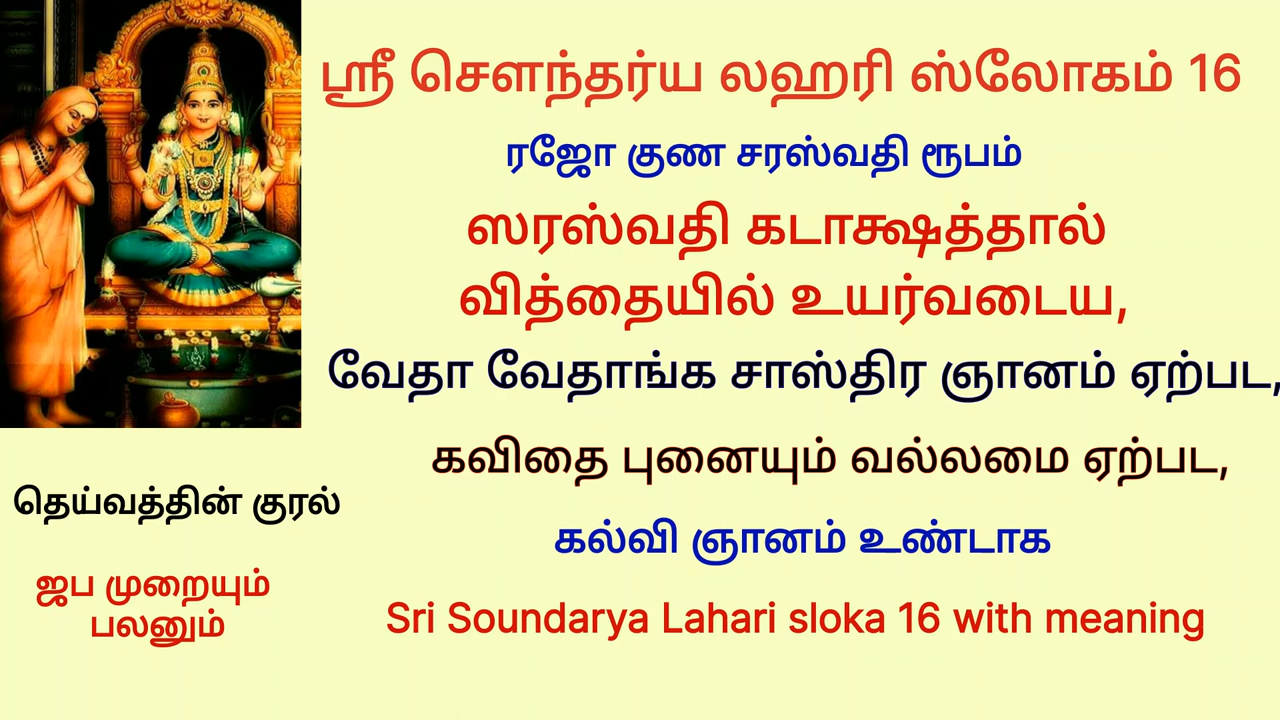 ஸ்ரீ சௌந்தர்ய லஹரி ஸ்லோகம் 16
ரஜோ குண சரஸ்வதி ரூபம்
ஸரஸ்வதி கடாக்ஷத்தால்
வித்தையில் உயர்வடைய,
வேதா வேதாங்க சாஸ்திர ஞானம் ஏற்பட,
கவிதை புனையும் வல்லமை ஏற்பட,
தெய்வத்தின் குரல்
கல்வி ஞானம் உண்டாக
ஜப முறையும்
பலனும்
Sri Soundarya Lahari sloka 16 with meaning